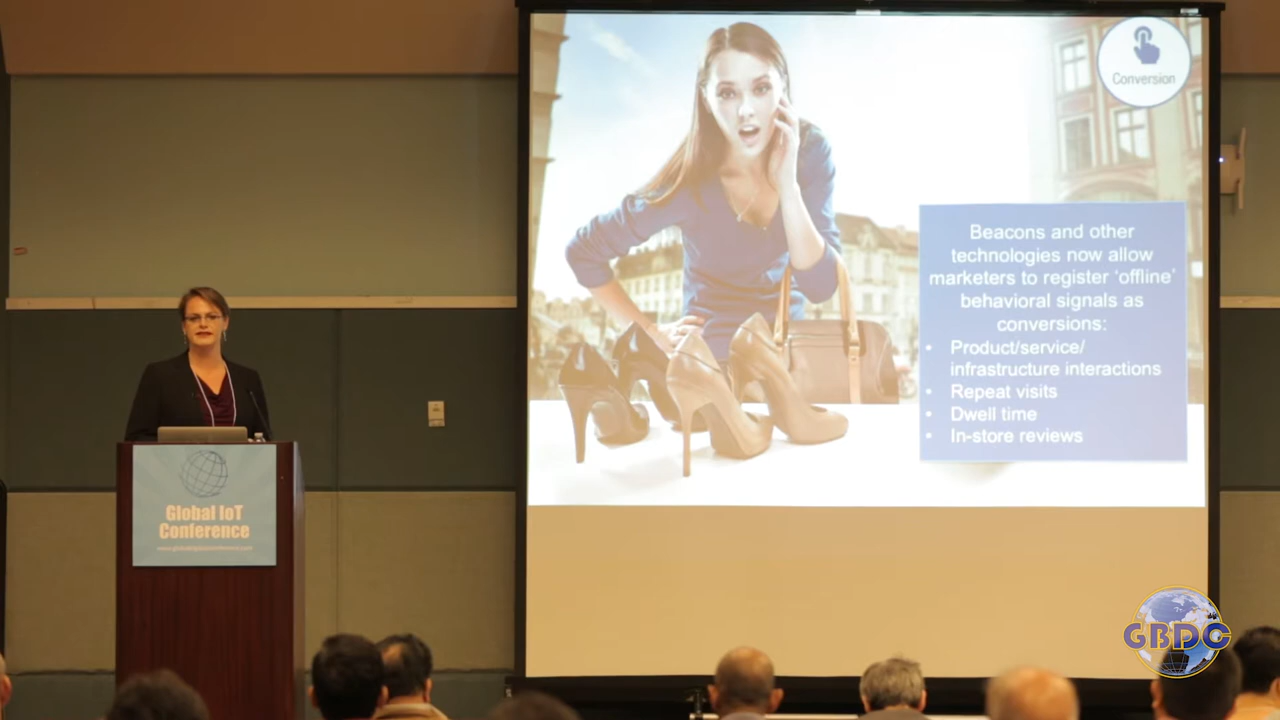 Conversion
Beacons and other
technologies now allow
marketers to register 'offline'
behavioral signals as
conversions:
• Product/service/
infrastructure interactions
• Repeat visits
• Dwell time
• In-store reviews
Global IoT
Conference
GBDC